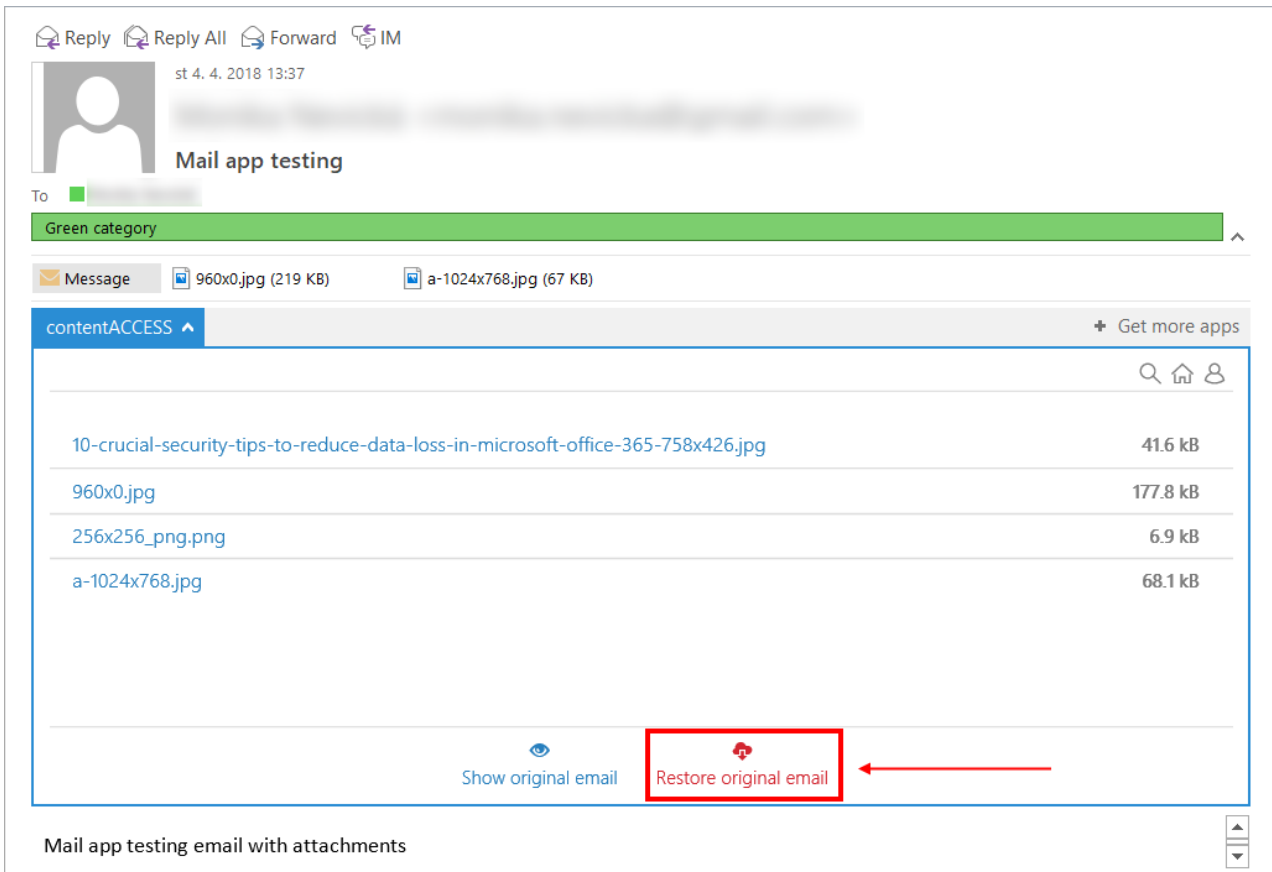 Reply Reply All Forward IM
st 4. 4. 2018 13:37
Mail app testing
To
Green category
Message 960x0.jpg (219 KB) a-1024x768.jpg (67 KB)
contentACCESS + Get more apps
10-crucial-security-tips-to-reduce-data-loss-in-microsoft-office-365-758x426.jpg 41.6 kB
960x0.jpg 177.8 kB
256x256_png.png 6.9 kB
a-1024x768.jpg 68.1 kB
Show original email Restore original email
Mail app testing email with attachments